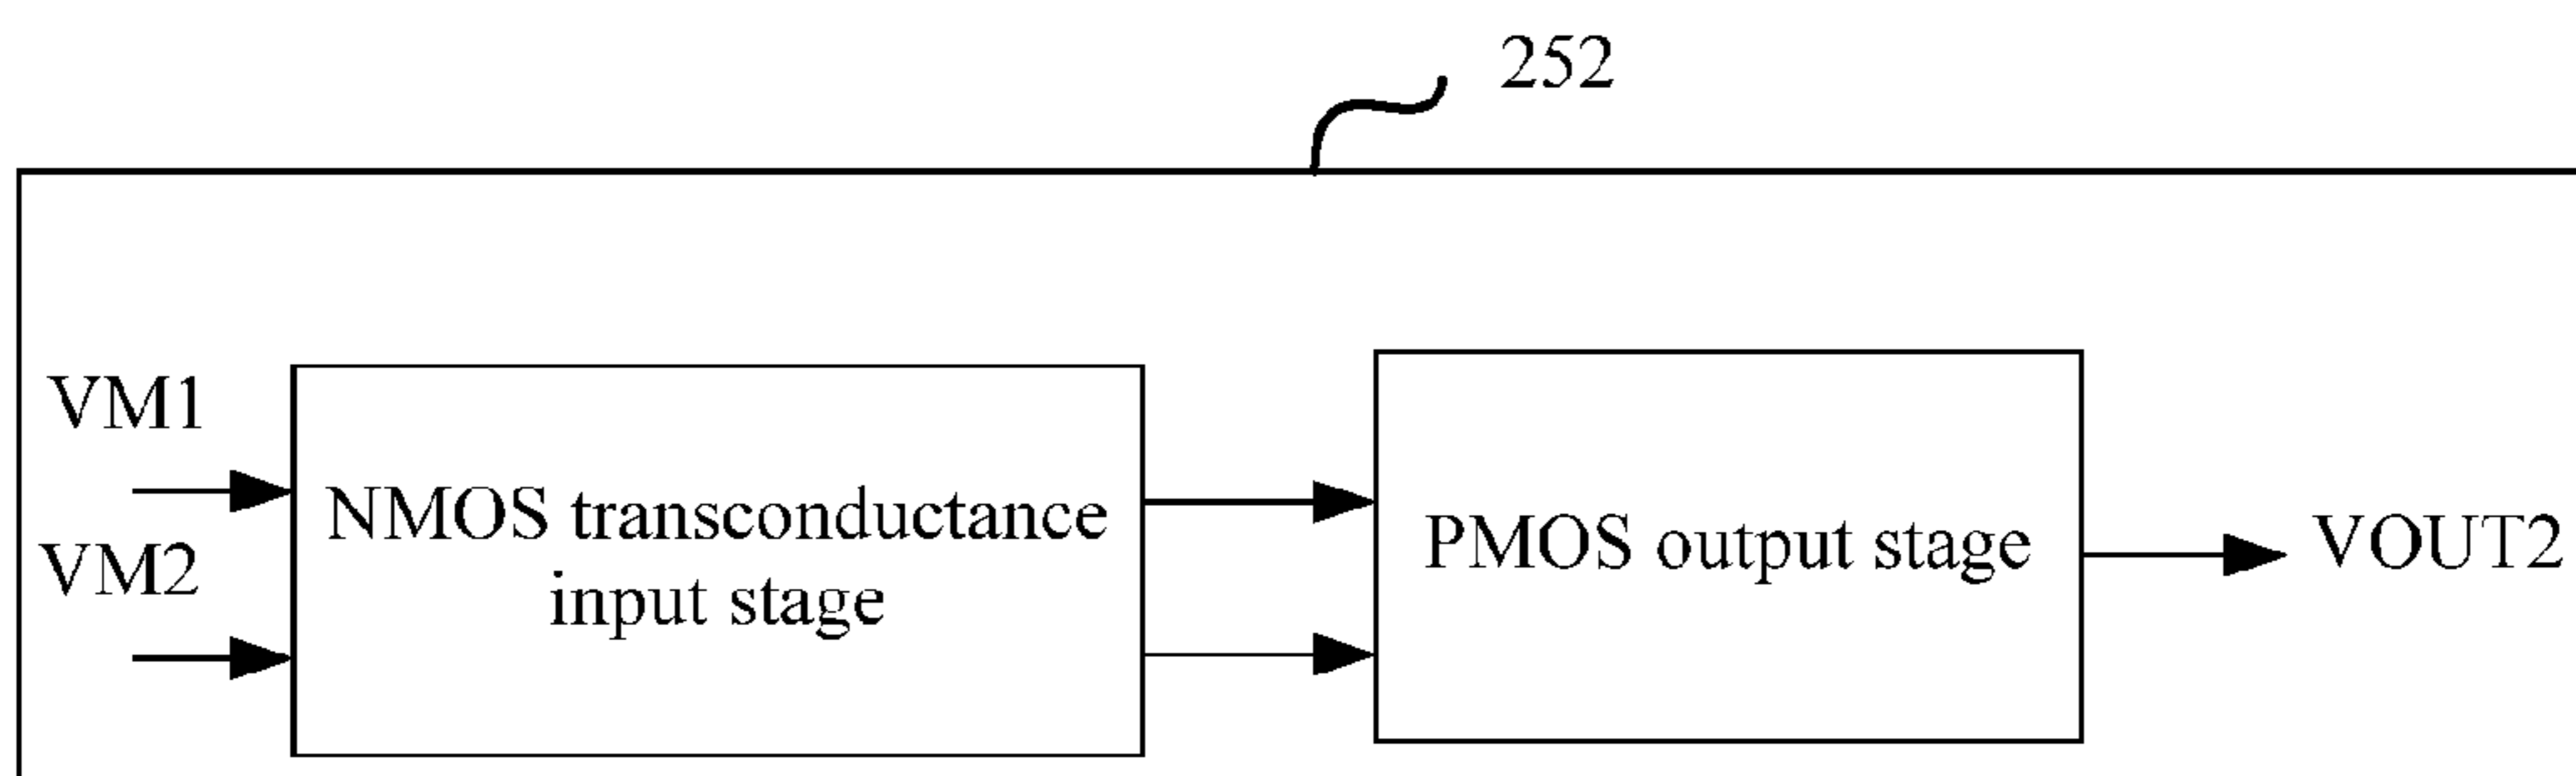 252
VM1
VM2
NMOS transconductance
input stage
PMOS output stage
VOUT2